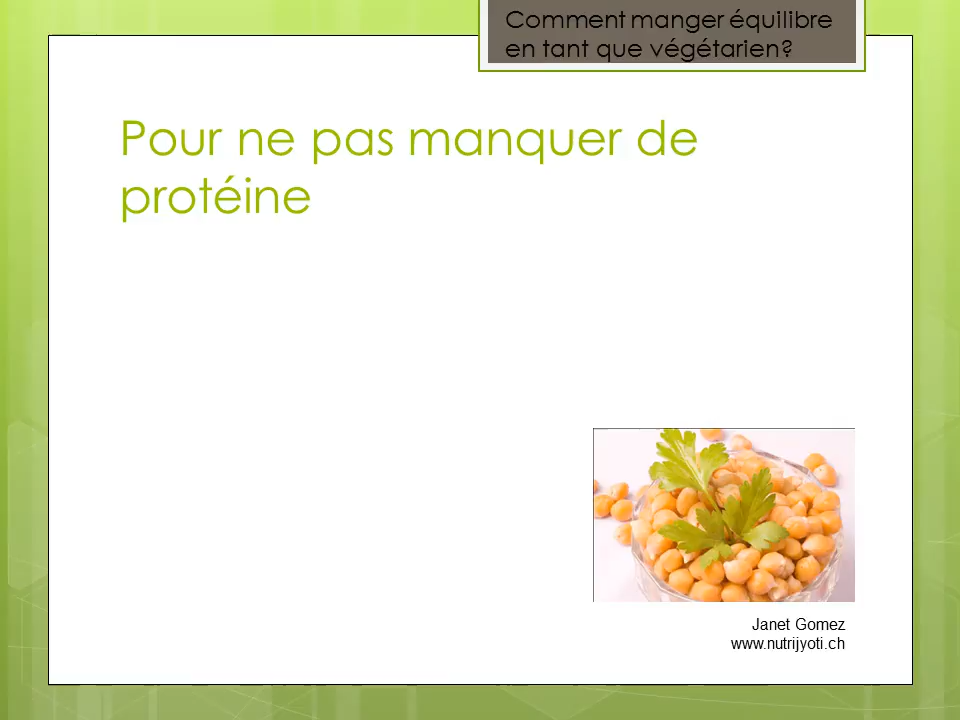 Comment manger équilibre
en tant que végétarien?
Pour ne pas manquer de
protéine
Janet Gomez
www.nutrijyoti.ch